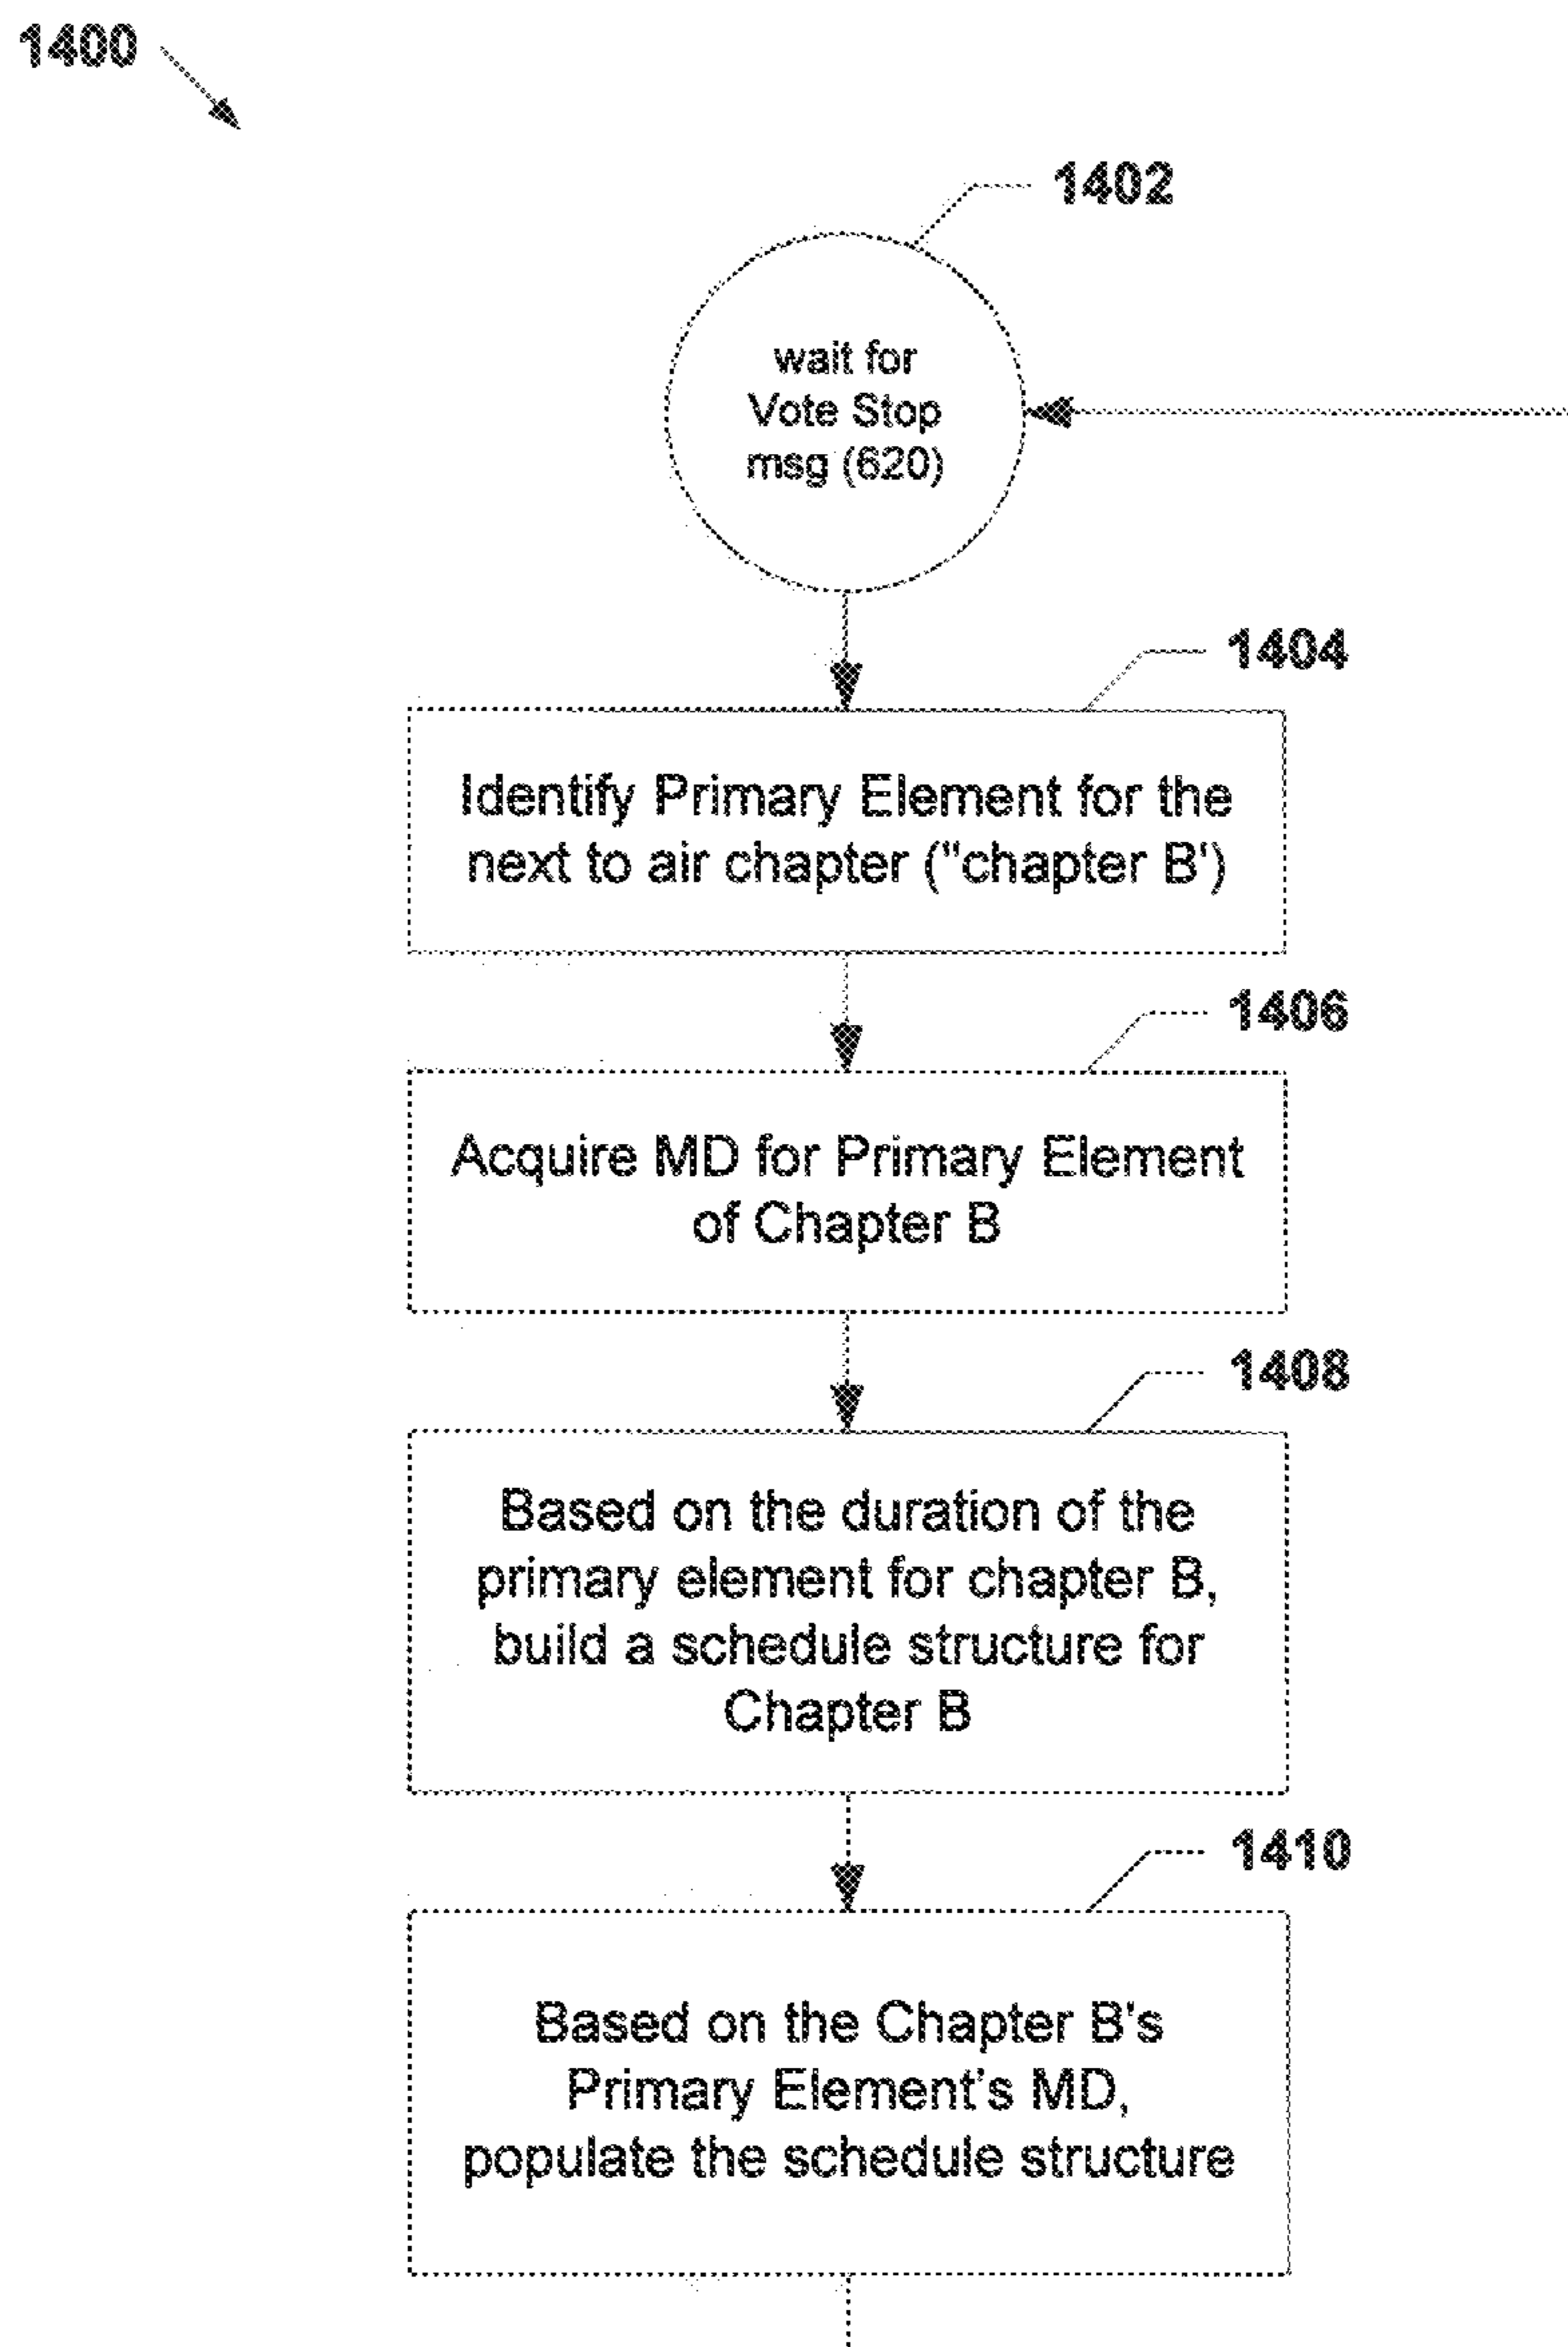 1400
1402
wait for
Vote Stop
msg (620)
1404
Identify Primary Element for the
next to air chapter ("chapter B')
1406
Acquire MD for Primary Element
of Chapter B
1408
Based on the duration of the
primary element for chapter B,
build a schedule structure for
Chapter B
1410
Based on the Chapter B's
Primary Element's MD,
populate the schedule structure